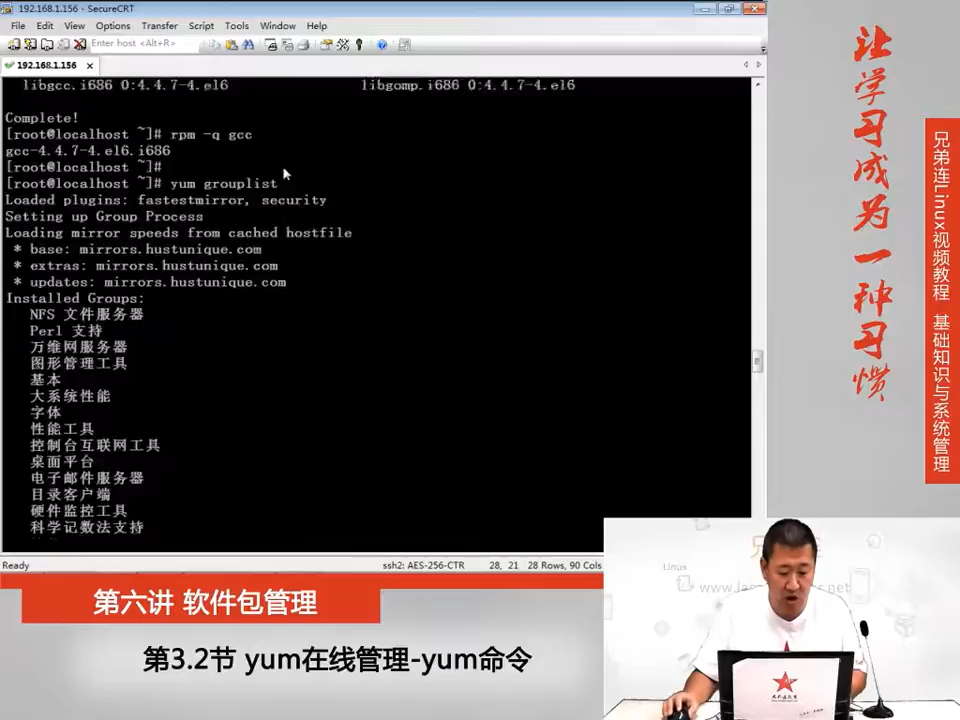 192.168.1.156 - SecureCRT
File Edit View Options Transfer Script Tools Window Help
Enter host <Alt+R>
192.168.1.156
libgcc.i686 0:4.4.7-4.el6 libgomp.i686 0:4.4.7-4.el6
Complete!
[root@localhost ~]# rpm -q gcc
gcc-4.4.7-4.el6.i686
[root@localhost ~]#
[root@localhost ~]# yum grouplist
Loaded plugins: fastestmirror, security
Setting up Group Process
Loading mirror speeds from cached hostfile
* base: mirrors.hustunique.com
* extras: mirrors.hustunique.com
* updates: mirrors.hustunique.com
Installed Groups:
NFS 文件服务器
Perl 支持
万维网服务器
图形管理工具
基本
大系统性能
字体
性能工具
控制台互联网工具
桌面平台
电子邮件服务器
目录客户端
硬件监控工具
科学记数法支持
Ready ssh2: AES-256-CTR 28, 21 28 Rows, 90 Cols
让学习成为一种习惯
兄弟连Linux视频教程 基础知识与系统管理
Linux
第六讲 软件包管理
第3.2节 yum在线管理-yum命令